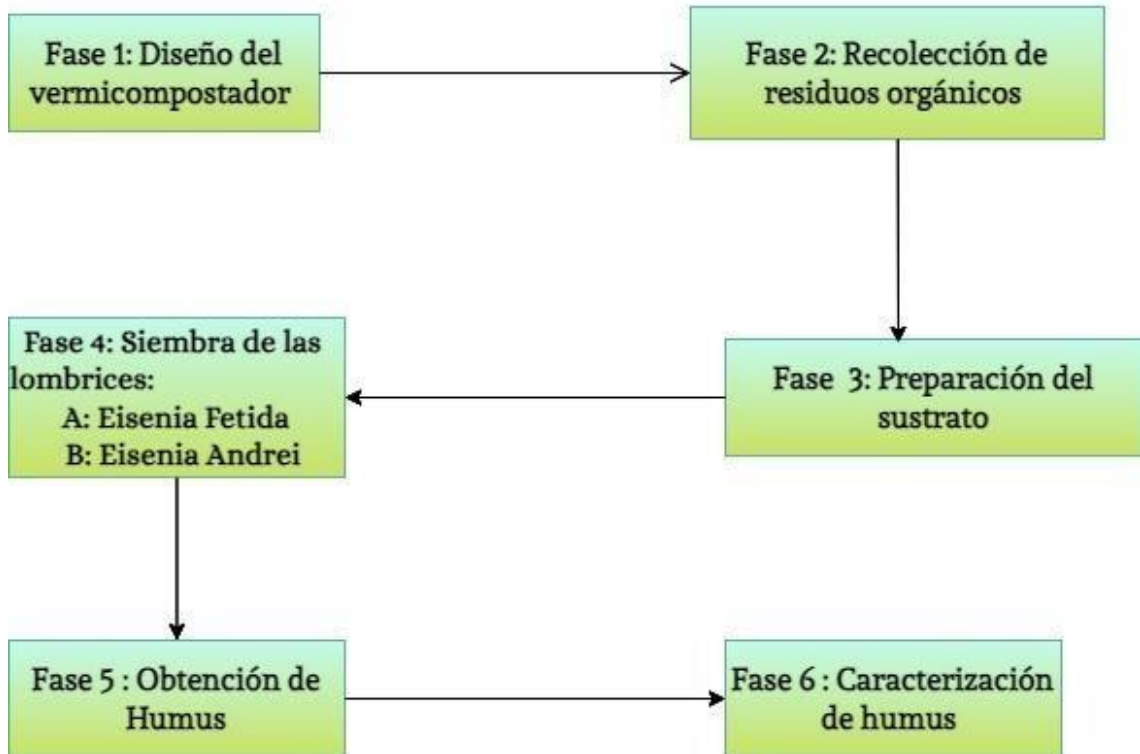 Fase 1: Diseño del
vermicompostador
Fase 2: Recolección de
residuos orgánicos
Fase 3: Preparación del
sustrato
Fase 4: Siembra de las
lombrices:
A: Eisenia Fetida
B: Eisenia Andrei
Fase 5 : Obtención de
Humus
Fase 6 : Caracterización
de humus